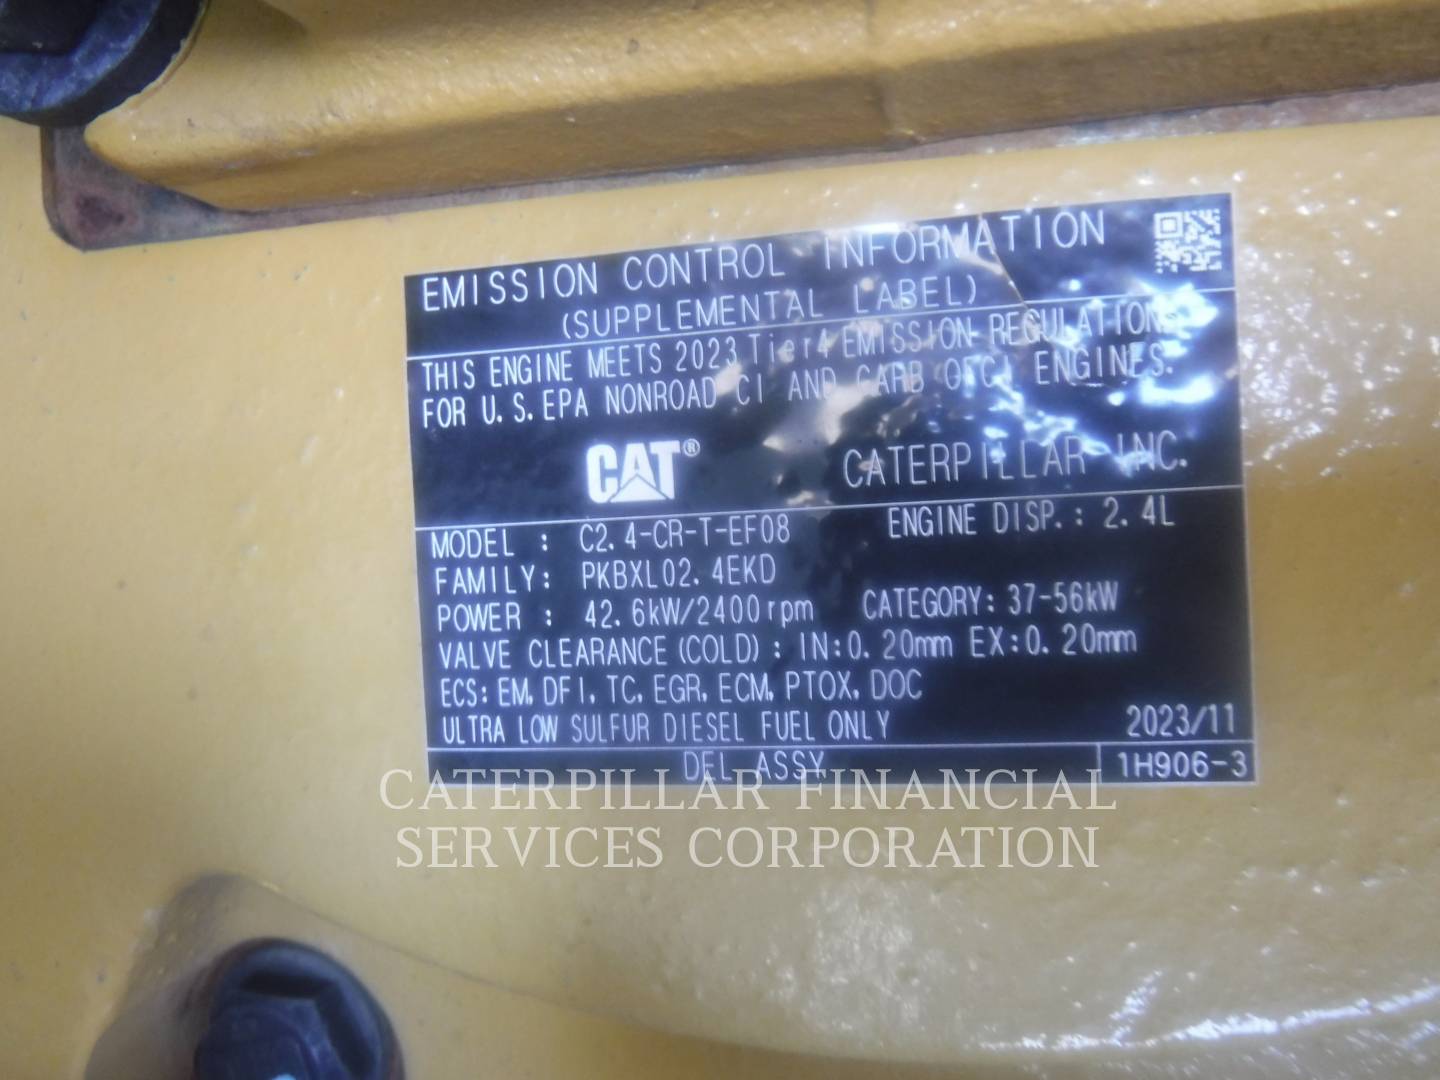 EMISSION CONTROL INFORMATION
(SUPPLEMENTAL LABEL)
THIS ENGINE MEETS 2023 Tier4 EMISSION REGULATIONS
FOR U.S.EPA NONROAD CI AND CARB OFCI ENGINES.
CAT® CATERPILLAR INC.
MODEL : C2.4-CR-T-EF08 ENGINE DISP.: 2.4L
FAMILY: PKBXL02.4EKD
POWER : 42.6kW/2400rpm CATEGORY: 37-56kW
VALVE CLEARANCE (COLD) : IN:0.20mm EX:0.20mm
ECS: EM, DFI, TC, EGR, ECM, PTOX, DOC
ULTRA LOW SULFUR DIESEL FUEL ONLY 2023/11
DEL ASSY 1H906-3
CATERPILLAR FINANCIAL
SERVICES CORPORATION